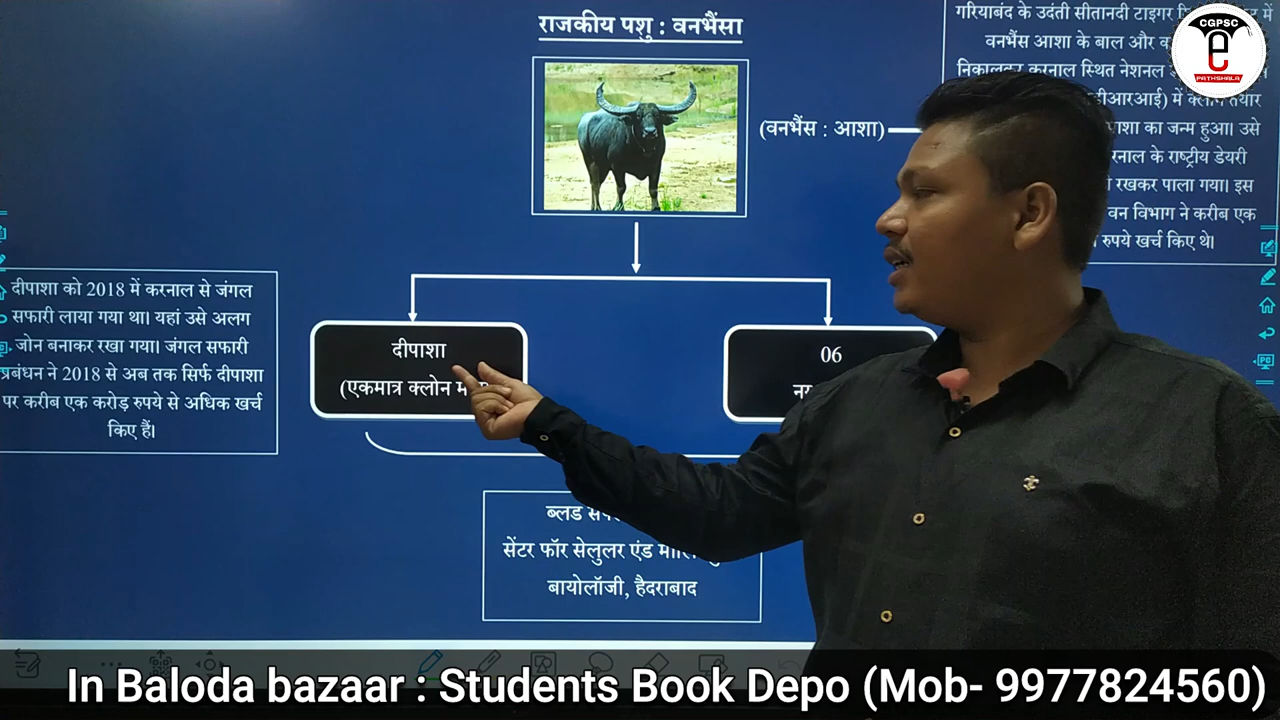 राजकीय पशु : वनभैंसा
गरियाबंद के उदंती सीतानदी टाइगर में
वनभैंस आशा के बाल और
निकालकर करनाल स्थित नेशनल
डीआरआई) में क्लोन तैयार
पाशा का जन्म हुआ। उसे
रनाल के राष्ट्रीय डेयरी
रखकर पाला गया। इस
वन विभाग ने करीब एक
रुपये खर्च किए थे।
CGPSC
e
PATHSHALA
(वनभैंस : आशा)
दीपाशा को 2018 में करनाल से जंगल
सफारी लाया गया था। यहां उसे अलग
जोन बनाकर रखा गया। जंगल सफारी
प्रबंधन ने 2018 से अब तक सिर्फ दीपाशा
पर करीब एक करोड़ रुपये से अधिक खर्च
किए हैं।
दीपाशा
(एकमात्र क्लोन
06
ब्लड
सेंटर फॉर सेलुलर एंड
बायोलॉजी, हैदराबाद
In Baloda bazaar : Students Book Depo (Mob- 9977824560)